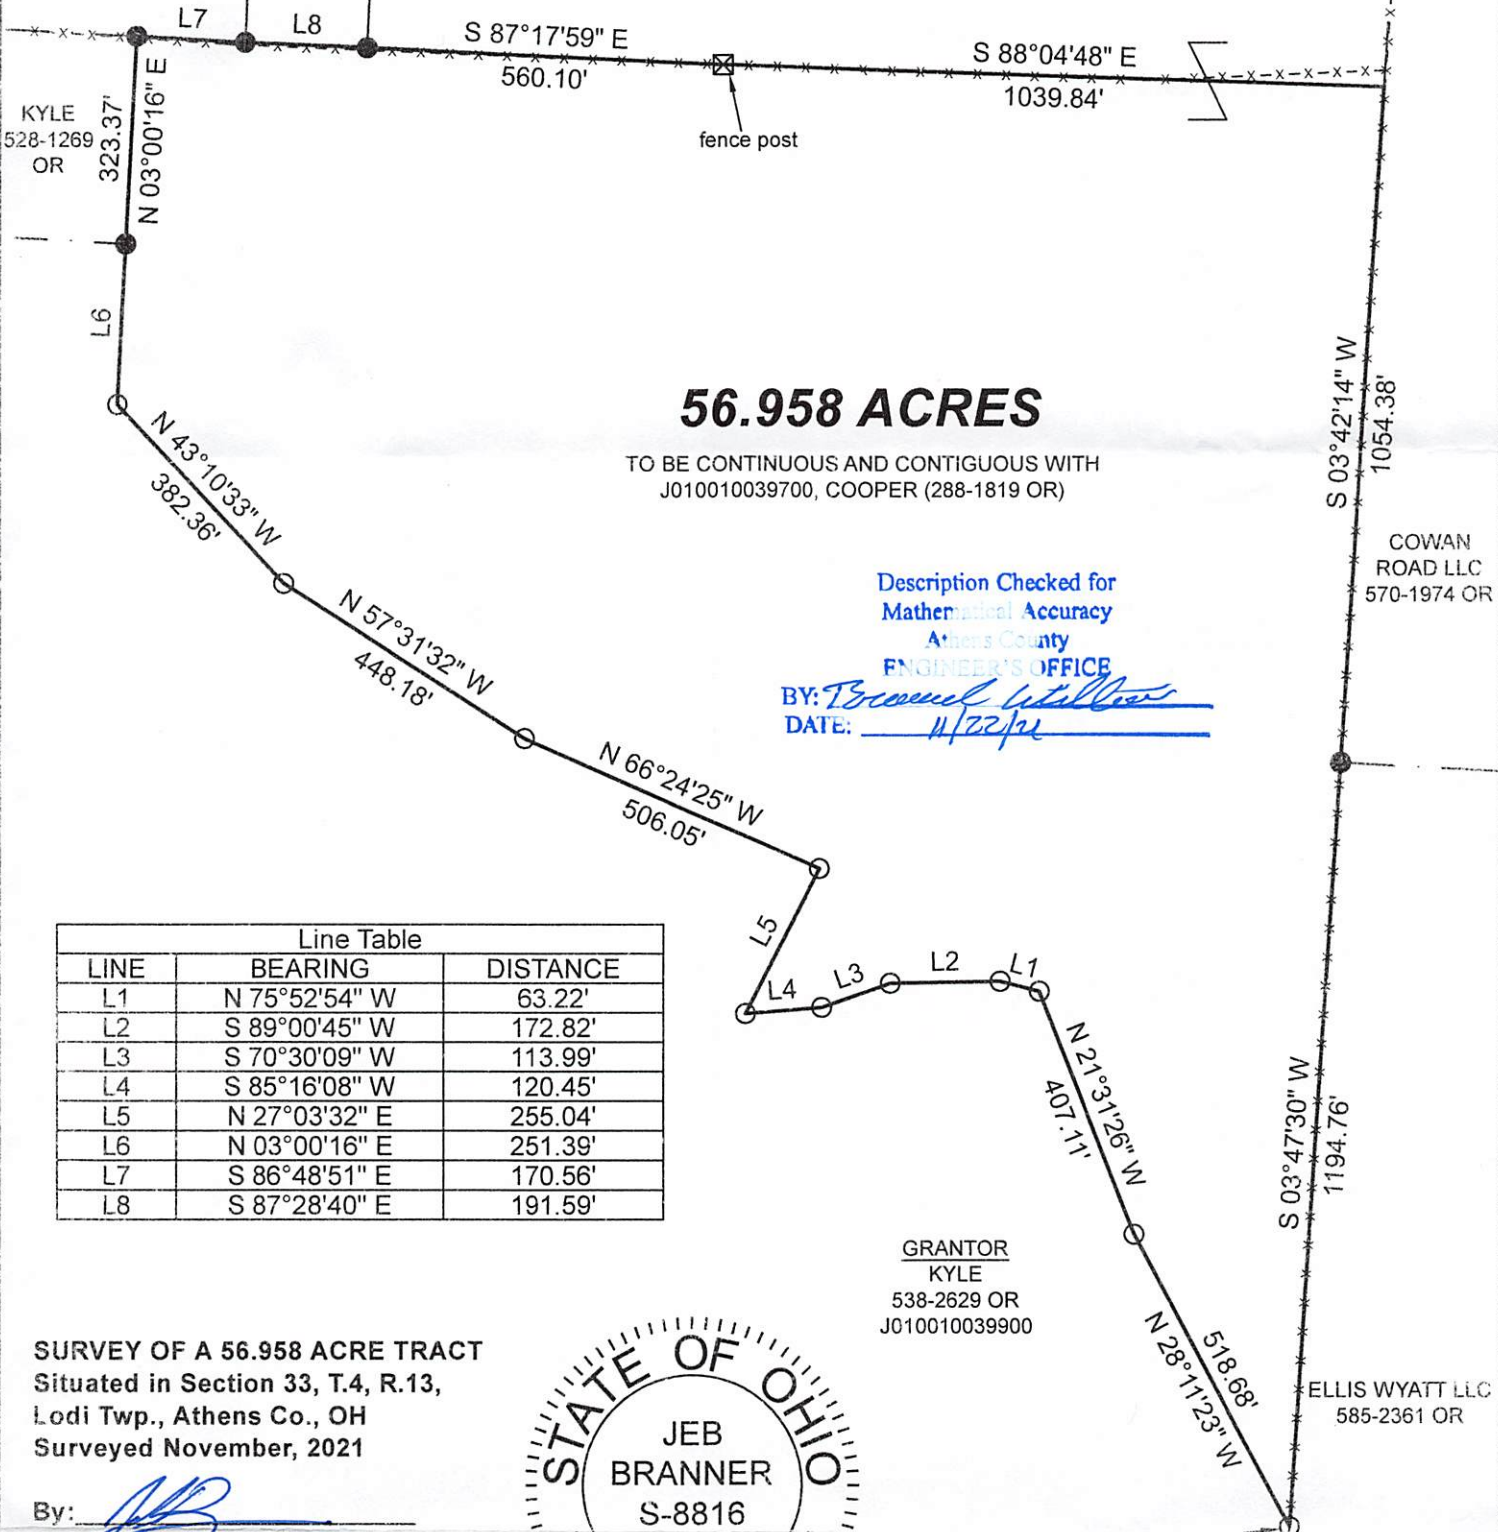 L7
L8
S 87°17'59" E
560.10'
S 88°04'48" E
1039.84'
fence post
KYLE
528-1269
OR
323.37'
N 03°00'16" E
L6
N 43°10'33" W
382.36'
N 57°31'32" W
448.18'
N 66°24'25" W
506.05'
56.958 ACRES
TO BE CONTINUOUS AND CONTIGUOUS WITH
J010010039700, COOPER (288-1819 OR)
S 03°42'14" W
1054.38'
COWAN
ROAD LLC
570-1974 OR
Description Checked for
Mathematical Accuracy
Athens County
ENGINEER'S OFFICE
BY:
DATE: 11/22/21
L5
L4
L3
L2
L1
Line Table
LINE BEARING DISTANCE
L1 N 75°52'54" W 63.22'
L2 S 89°00'45" W 172.82'
L3 S 70°30'09" W 113.99'
L4 S 85°16'08" W 120.45'
L5 N 27°03'32" E 255.04'
L6 N 03°00'16" E 251.39'
L7 S 86°48'51" E 170.56'
L8 S 87°28'40" E 191.59'
N 21°31'26" W
407.11'
S 03°47'30" W
1194.76'
GRANTOR
KYLE
538-2629 OR
J010010039900
518.68'
N 28°11'23" W
ELLIS WYATT LLC
585-2361 OR
SURVEY OF A 56.958 ACRE TRACT
Situated in Section 33, T.4, R.13,
Lodi Twp., Athens Co., OH
Surveyed November, 2021
By:
STATE OF OHIO
JEB
BRANNER
S-8816